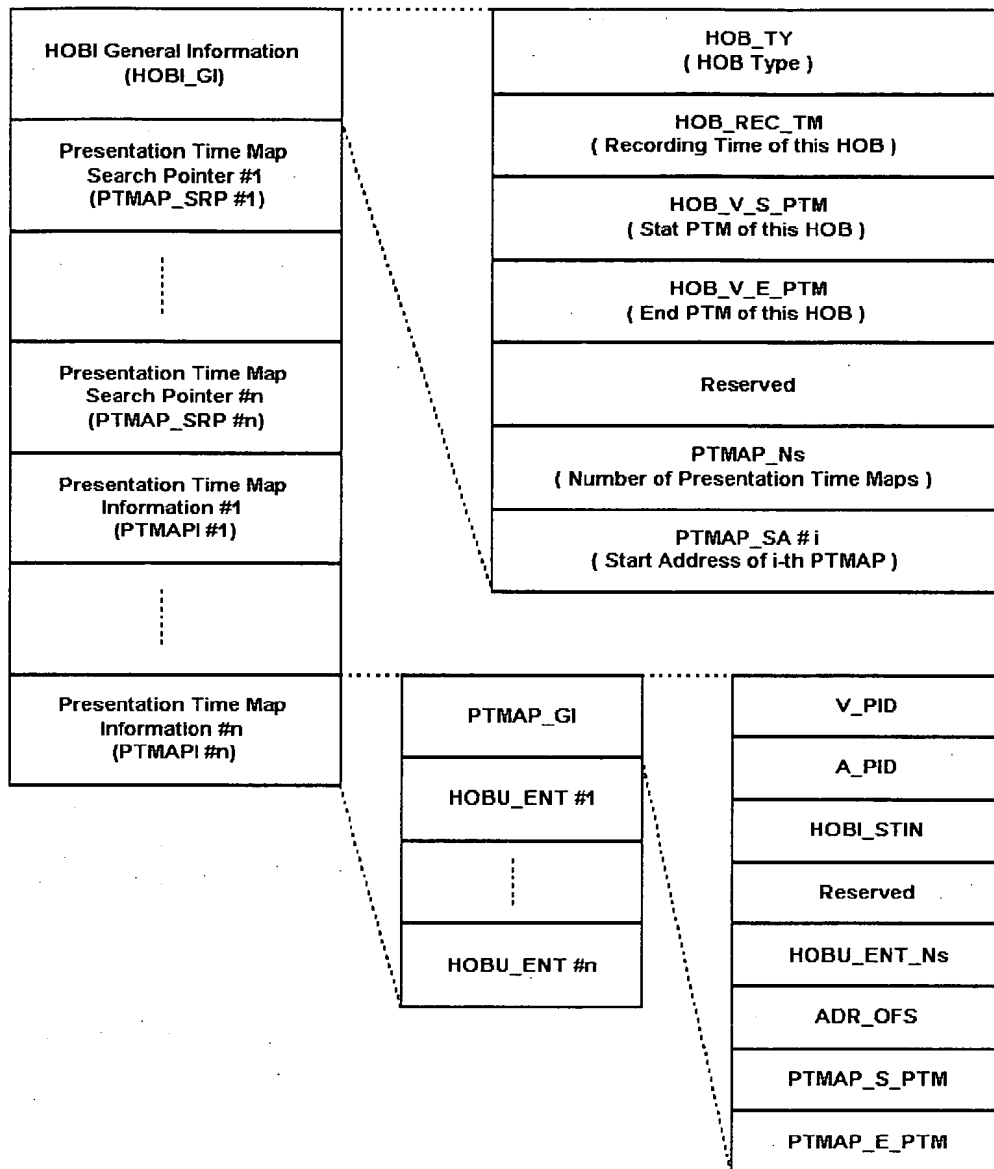 HOBI General Information
(HOBI_GI)
Presentation Time Map
Search Pointer #1
(PTMAP_SRP #1)
Presentation Time Map
Search Pointer #n
(PTMAP_SRP #n)
Presentation Time Map
Information #1
(PTMAPI #1)
Presentation Time Map
Information #n
(PTMAPI #n)
HOB_TY
( HOB Type )
HOB_REC_TM
( Recording Time of this HOB )
HOB_V_S_PTM
( Stat PTM of this HOB )
HOB_V_E_PTM
( End PTM of this HOB )
Reserved
PTMAP_Ns
( Number of Presentation Time Maps )
PTMAP_SA # i
( Start Address of i-th PTMAP )
PTMAP_GI
HOBU_ENT #1
HOBU_ENT #n
V_PID
A_PID
HOBI_STIN
Reserved
HOBU_ENT_Ns
ADR_OFS
PTMAP_S_PTM
PTMAP_E_PTM